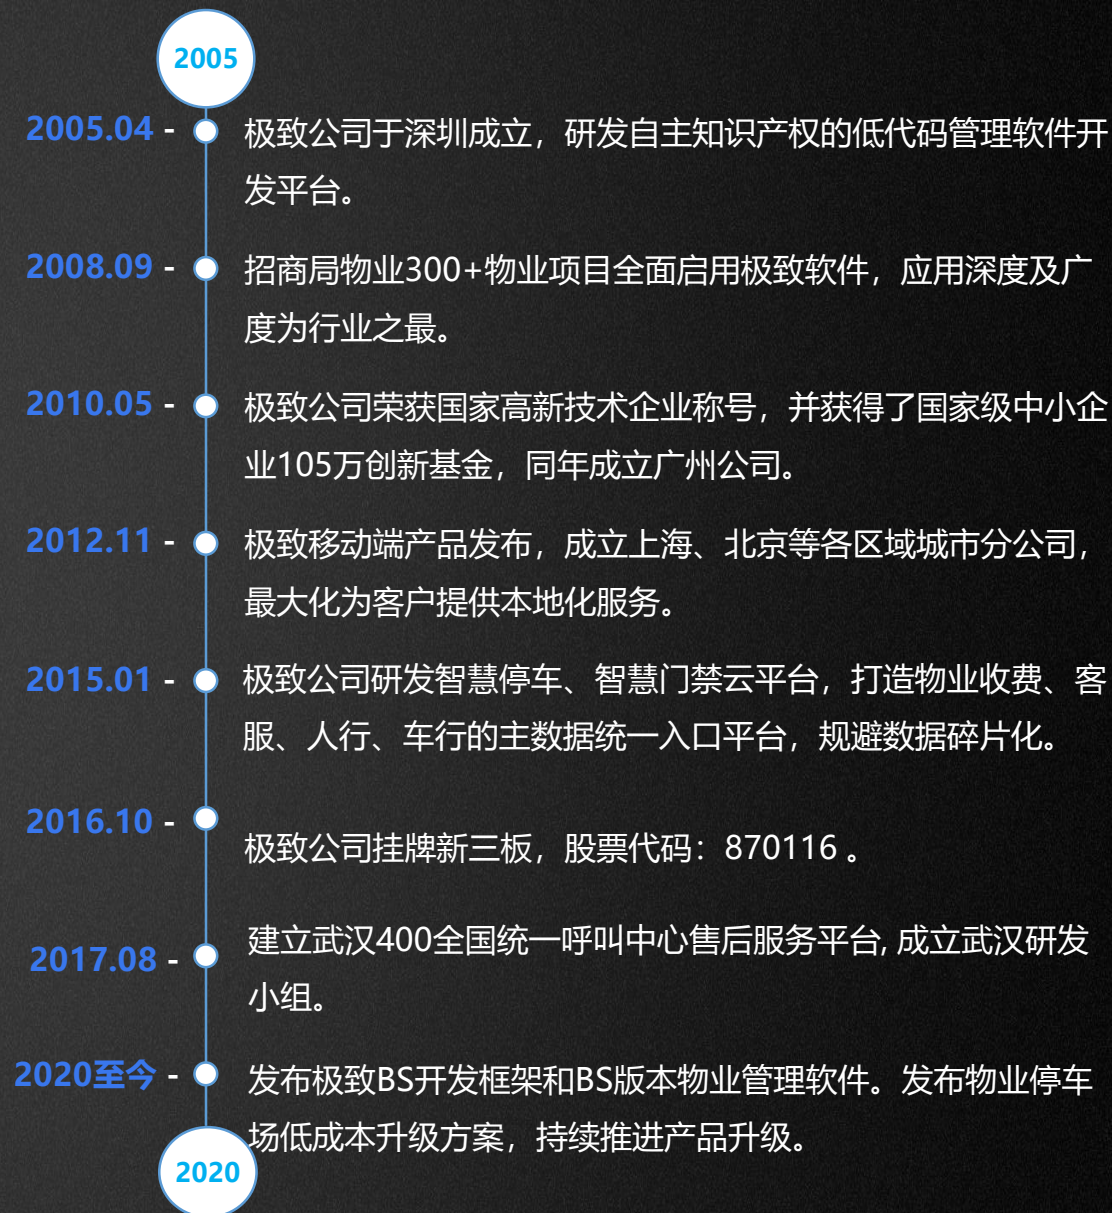 2005
2005.04 - 极致公司于深圳成立，研发自主知识产权的低代码管理软件开
发平台。
2008.09 - 招商局物业300+物业项目全面启用极致软件，应用深度及广
度为行业之最。
2010.05 - 极致公司荣获国家高新技术企业称号，并获得了国家级中小企
业105万创新基金，同年成立广州公司。
2012.11 - 极致移动端产品发布，成立上海、北京等各区域城市分公司，
最大化为客户提供本地化服务。
2015.01 - 极致公司研发智慧停车、智慧门禁云平台，打造物业收费、客
服、人行、车行的主数据统一入口平台，规避数据碎片化。
2016.10 - 极致公司挂牌新三板，股票代码：870116 。
2017.08 - 建立武汉400全国统一呼叫中心售后服务平台, 成立武汉研发
小组。
2020至今 - 发布极致BS开发框架和BS版本物业管理软件。发布物业停车
场低成本升级方案，持续推进产品升级。
2020